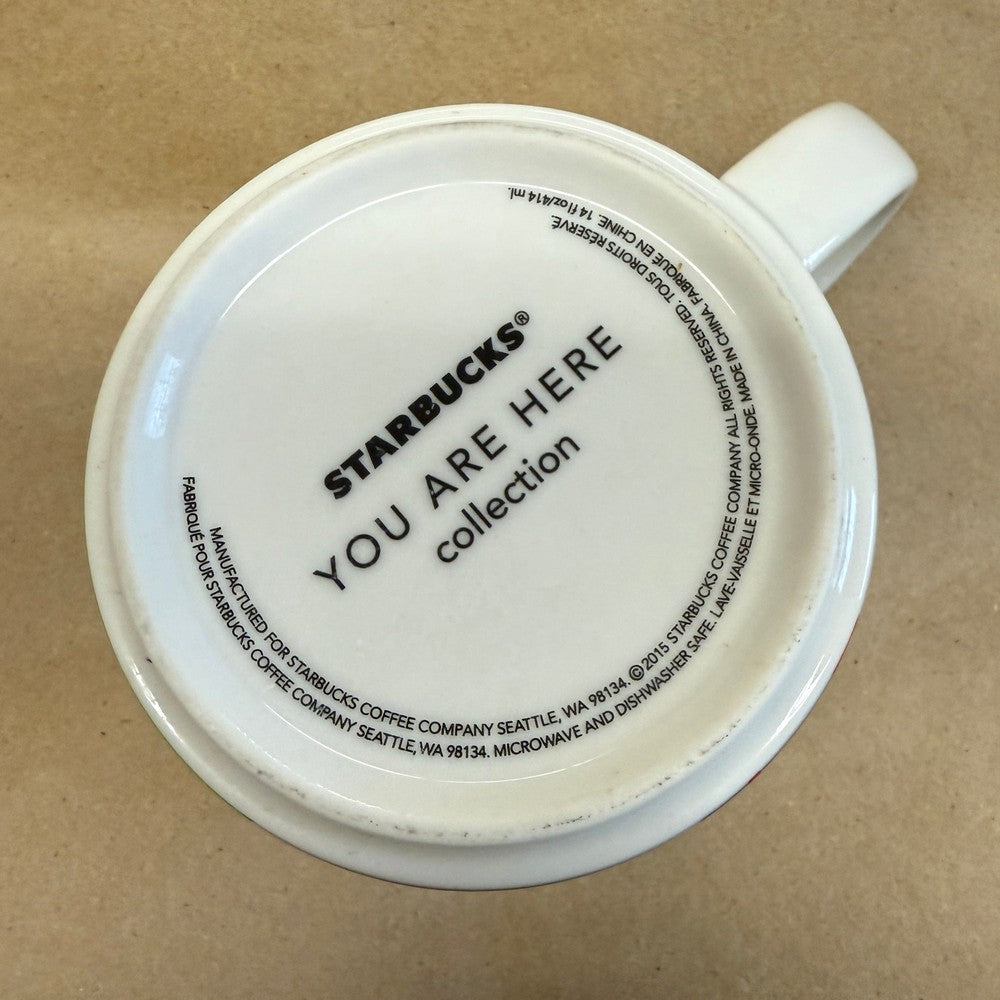 STARBUCKS®
YOU ARE HERE
collection
MANUFACTURED FOR STARBUCKS COFFEE COMPANY SEATTLE, WA 98134. ©2015 STARBUCKS COFFEE COMPANY ALL RIGHTS RESERVED. TOUS DROITS RÉSERVÉ.
FABRIQUÉ POUR STARBUCKS COFFEE COMPANY SEATTLE, WA 98134. MICROWAVE AND DISHWASHER SAFE. LAVE-VAISSELLE ET MICRO-ONDE. MADE IN CHINA. FABRIQUÉ EN CHINE. 14 fl oz/414 ml.